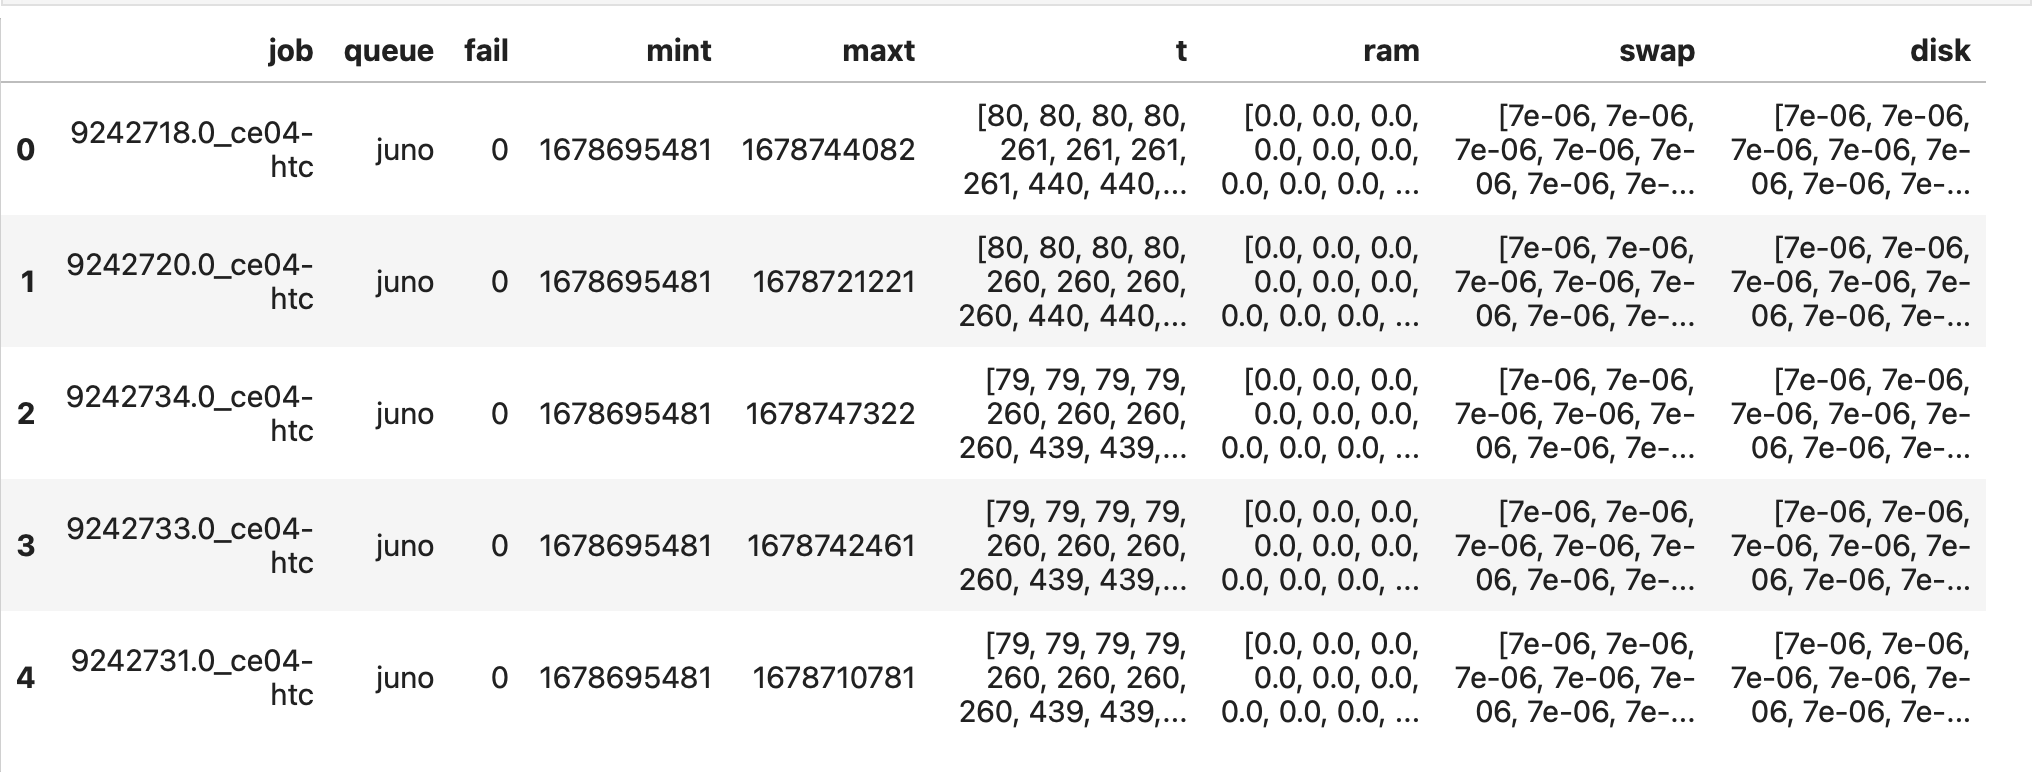 job queue fail mint maxt t ram swap disk
0 9242718.0_ce04-htc juno 0 1678695481 1678744082 [80, 80, 80, 80, 261, 261, 261, 261, 440, 440,... [0.0, 0.0, 0.0, 0.0, 0.0, 0.0, 0.0, 0.0, 0.0, ... [7e-06, 7e-06, 7e-06, 7e-06, 7e-06, 7e-06, 7e-... [7e-06, 7e-06, 7e-06, 7e-06, 7e-06, 7e-06, 7e-...
1 9242720.0_ce04-htc juno 0 1678695481 1678721221 [80, 80, 80, 80, 260, 260, 260, 260, 440, 440,... [0.0, 0.0, 0.0, 0.0, 0.0, 0.0, 0.0, 0.0, 0.0, ... [7e-06, 7e-06, 7e-06, 7e-06, 7e-06, 7e-06, 7e-... [7e-06, 7e-06, 7e-06, 7e-06, 7e-06, 7e-06, 7e-...
2 9242734.0_ce04-htc juno 0 1678695481 1678747322 [79, 79, 79, 79, 260, 260, 260, 260, 439, 439,... [0.0, 0.0, 0.0, 0.0, 0.0, 0.0, 0.0, 0.0, 0.0, ... [7e-06, 7e-06, 7e-06, 7e-06, 7e-06, 7e-06, 7e-... [7e-06, 7e-06, 7e-06, 7e-06, 7e-06, 7e-06, 7e-...
3 9242733.0_ce04-htc juno 0 1678695481 1678742461 [79, 79, 79, 79, 260, 260, 260, 260, 439, 439,... [0.0, 0.0, 0.0, 0.0, 0.0, 0.0, 0.0, 0.0, 0.0, ... [7e-06, 7e-06, 7e-06, 7e-06, 7e-06, 7e-06, 7e-... [7e-06, 7e-06, 7e-06, 7e-06, 7e-06, 7e-06, 7e-...
4 9242731.0_ce04-htc juno 0 1678695481 1678710781 [79, 79, 79, 79, 260, 260, 260, 260, 439, 439,... [0.0, 0.0, 0.0, 0.0, 0.0, 0.0, 0.0, 0.0, 0.0, ... [7e-06, 7e-06, 7e-06, 7e-06, 7e-06, 7e-06, 7e-... [7e-06, 7e-06, 7e-06, 7e-06, 7e-06, 7e-06, 7e-...